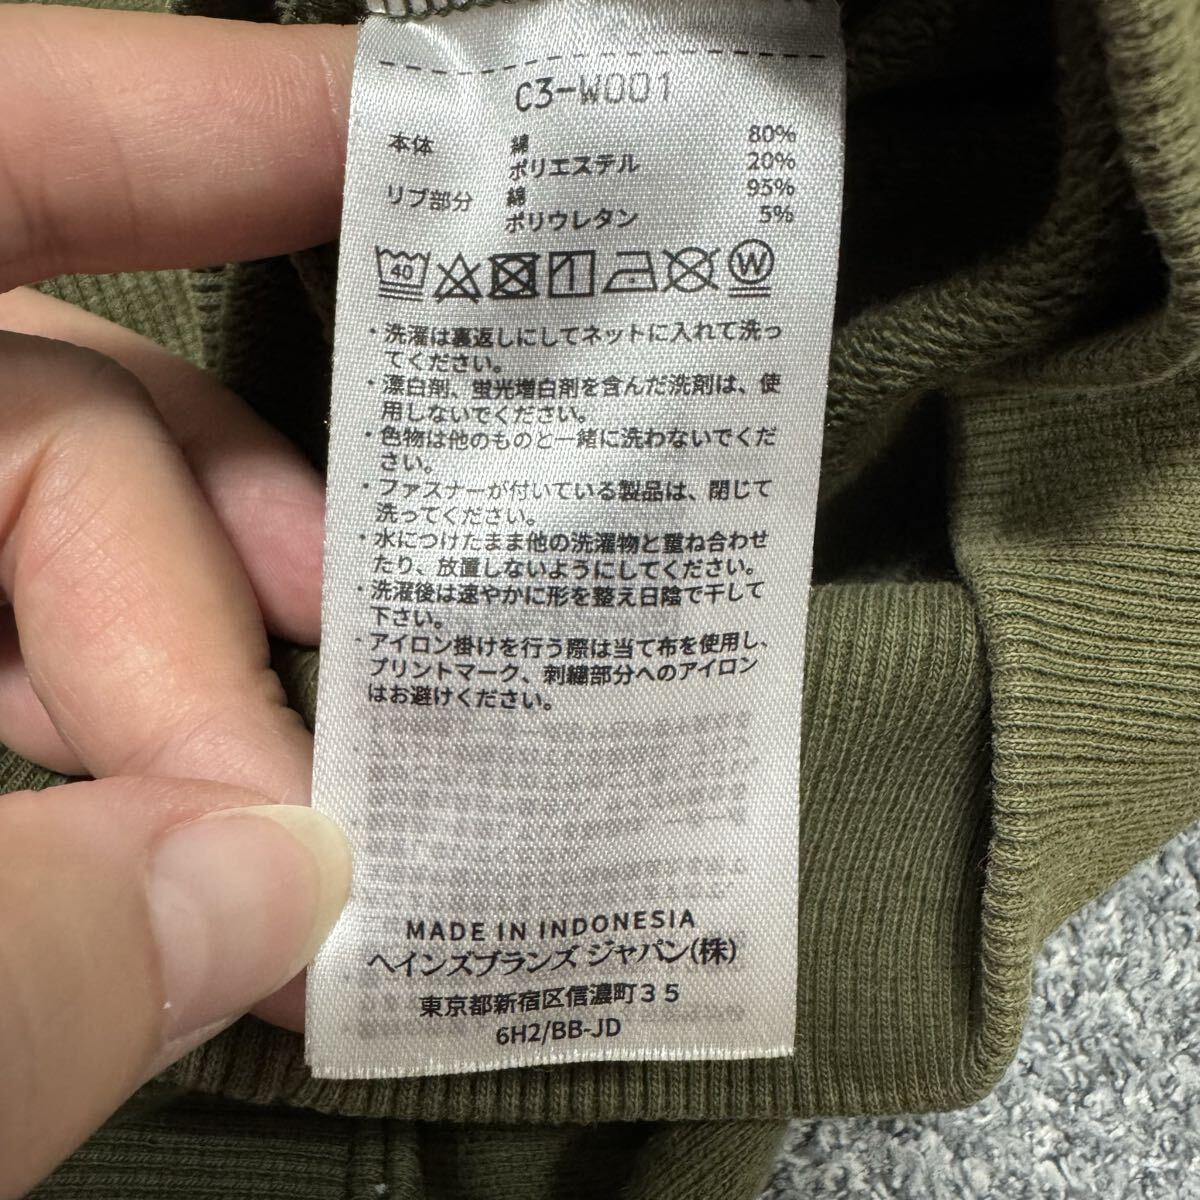 C3-W001
本体 綿 80%
ポリエステル 20%
リブ部分 綿 95%
ポリウレタン 5%
40 W
・洗濯は裏返しにしてネットに入れて洗っ
てください。
・漂白剤、蛍光増白剤を含んだ洗剤は、使
用しないでください。
・色物は他のものと一緒に洗わないでくだ
さい。
・ファスナーが付いている製品は、閉じて
洗ってください。
・水につけたまま他の洗濯物と重ね合わせ
たり、放置しないようにしてください。
・洗濯後は速やかに形を整え日陰で干して
下さい。
・アイロン掛けを行う際は当て布を使用し、
プリントマーク、刺繍部分へのアイロン
はお避けください。
MADE IN INDONESIA
ヘインズブランズ ジャパン(株)
東京都新宿区信濃町35
6H2/BB-JD